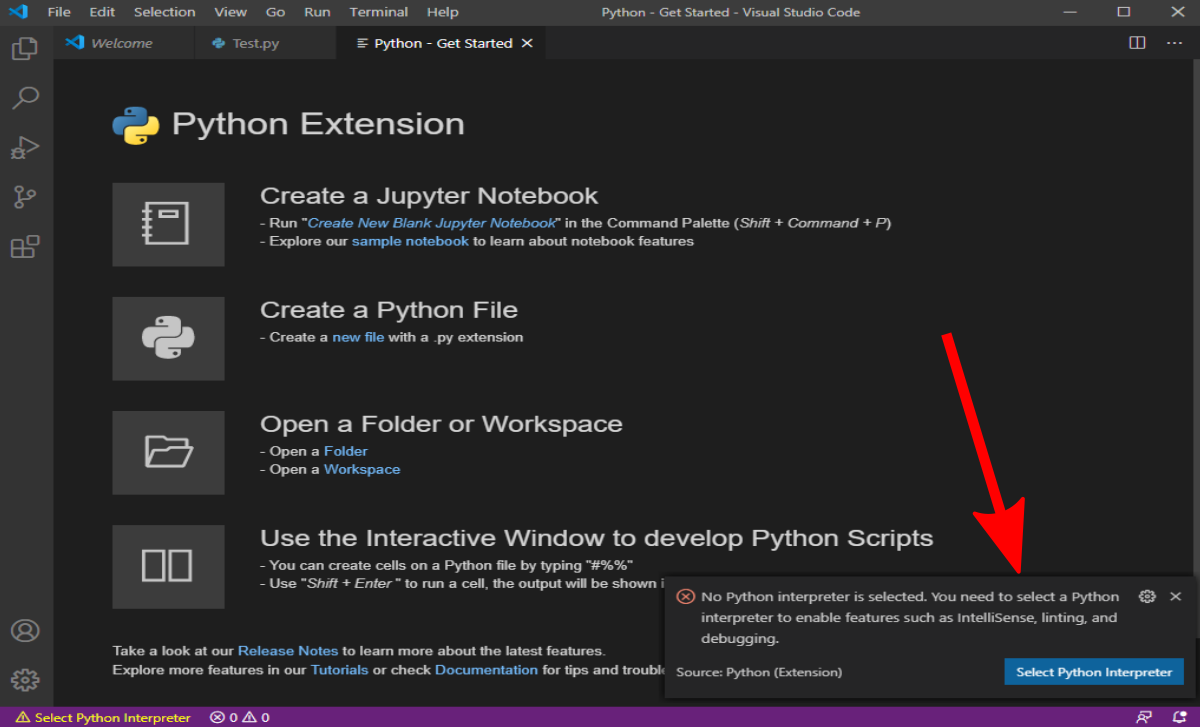 File Edit Selection View Go Run Terminal Help Python - Get Started - Visual Studio Code
Welcome Test.py Python - Get Started
Python Extension
Create a Jupyter Notebook
- Run "Create New Blank Jupyter Notebook" in the Command Palette (Shift + Command + P)
- Explore our sample notebook to learn about notebook features
Create a Python File
- Create a new file with a .py extension
Open a Folder or Workspace
- Open a Folder
- Open a Workspace
Use the Interactive Window to develop Python Scripts
- You can create cells on a Python file by typing "#%%"
- Use "Shift + Enter " to run a cell, the output will be shown i
No Python interpreter is selected. You need to select a Python
interpreter to enable features such as IntelliSense, linting, and
debugging.
Source: Python (Extension) Select Python Interpreter
Take a look at our Release Notes to learn more about the latest features.
Explore more features in our Tutorials or check Documentation for tips and trouble
Select Python Interpreter 0 0